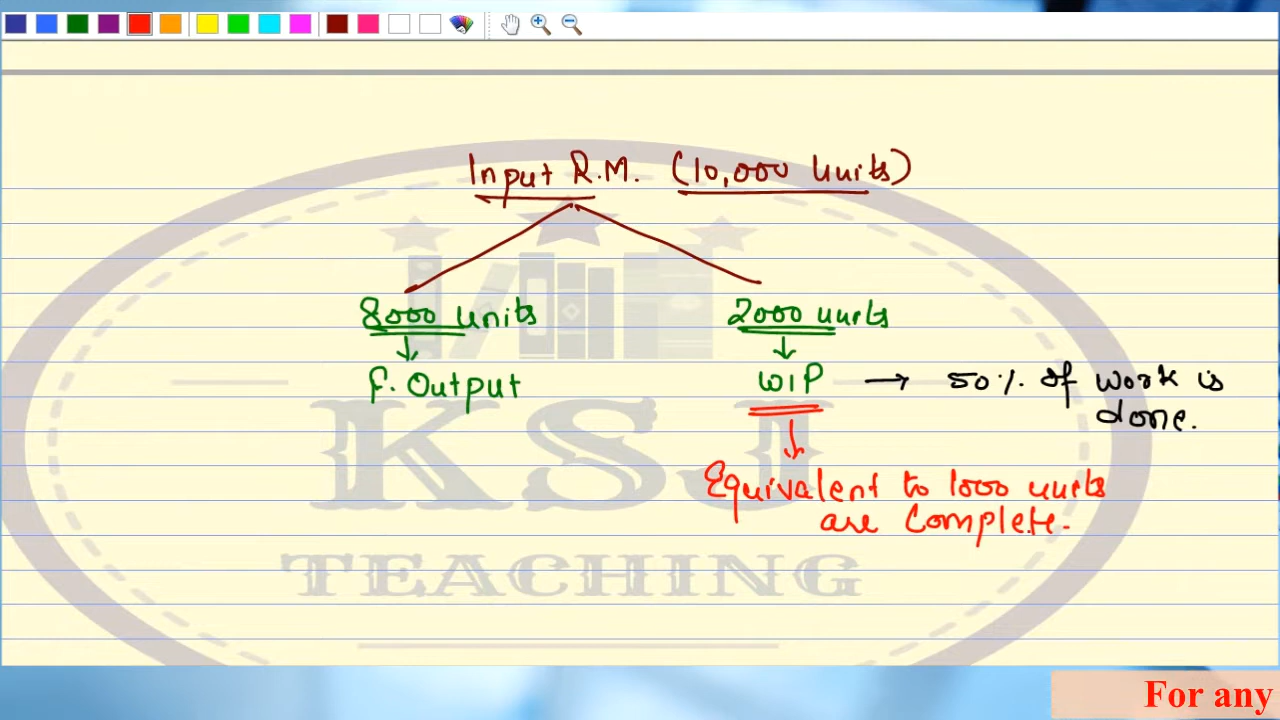 Input R.M. (10,000 Units)
8000 Units
2000 units
F. Output
WIP → 50% of work is
done.
Equivalent to 1000 units
are Complete.
KSJ
TEACHING
For any